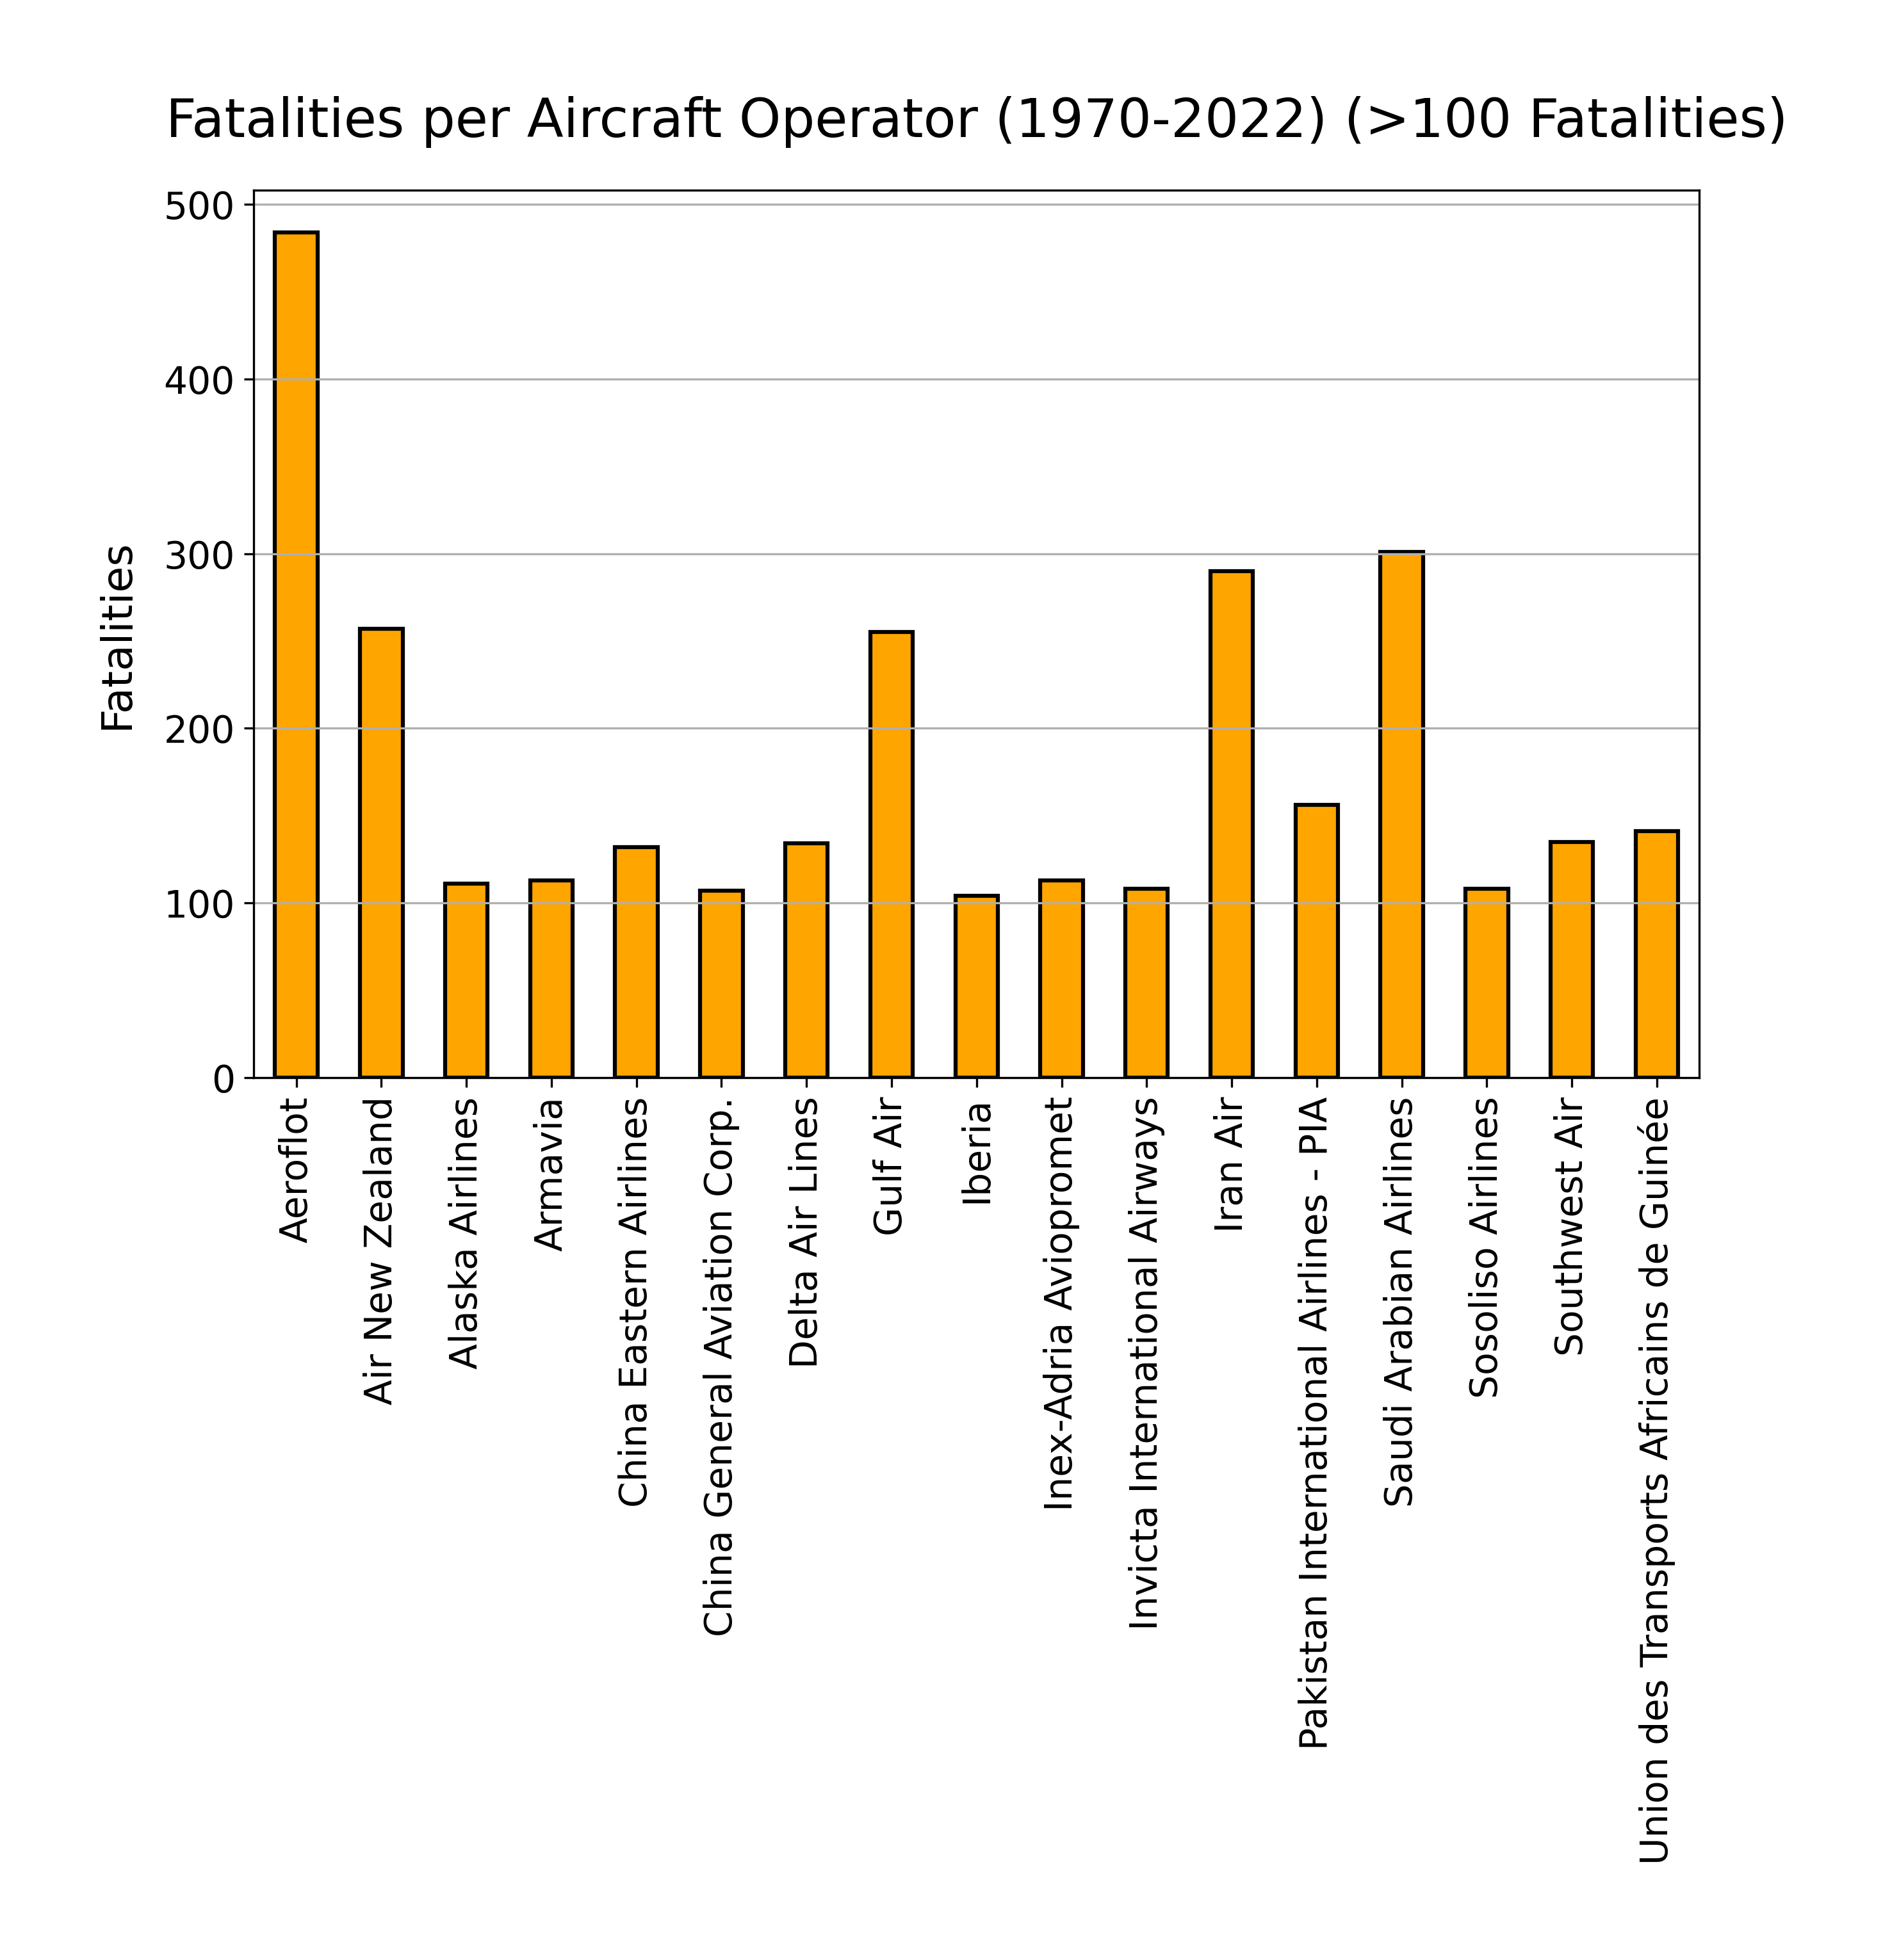 Fatalities per Aircraft Operator (1970-2022) (>100 Fatalities)
Fatalities
500
400
300
200
100
0
Aeroflot
Air New Zealand
Alaska Airlines
Armavia
China Eastern Airlines
China General Aviation Corp.
Delta Air Lines
Gulf Air
Iberia
Inex-Adria Aviopromet
Invicta International Airways
Iran Air
Pakistan International Airlines - PIA
Saudi Arabian Airlines
Sosoliso Airlines
Southwest Air
Union des Transports Africains de Guinée